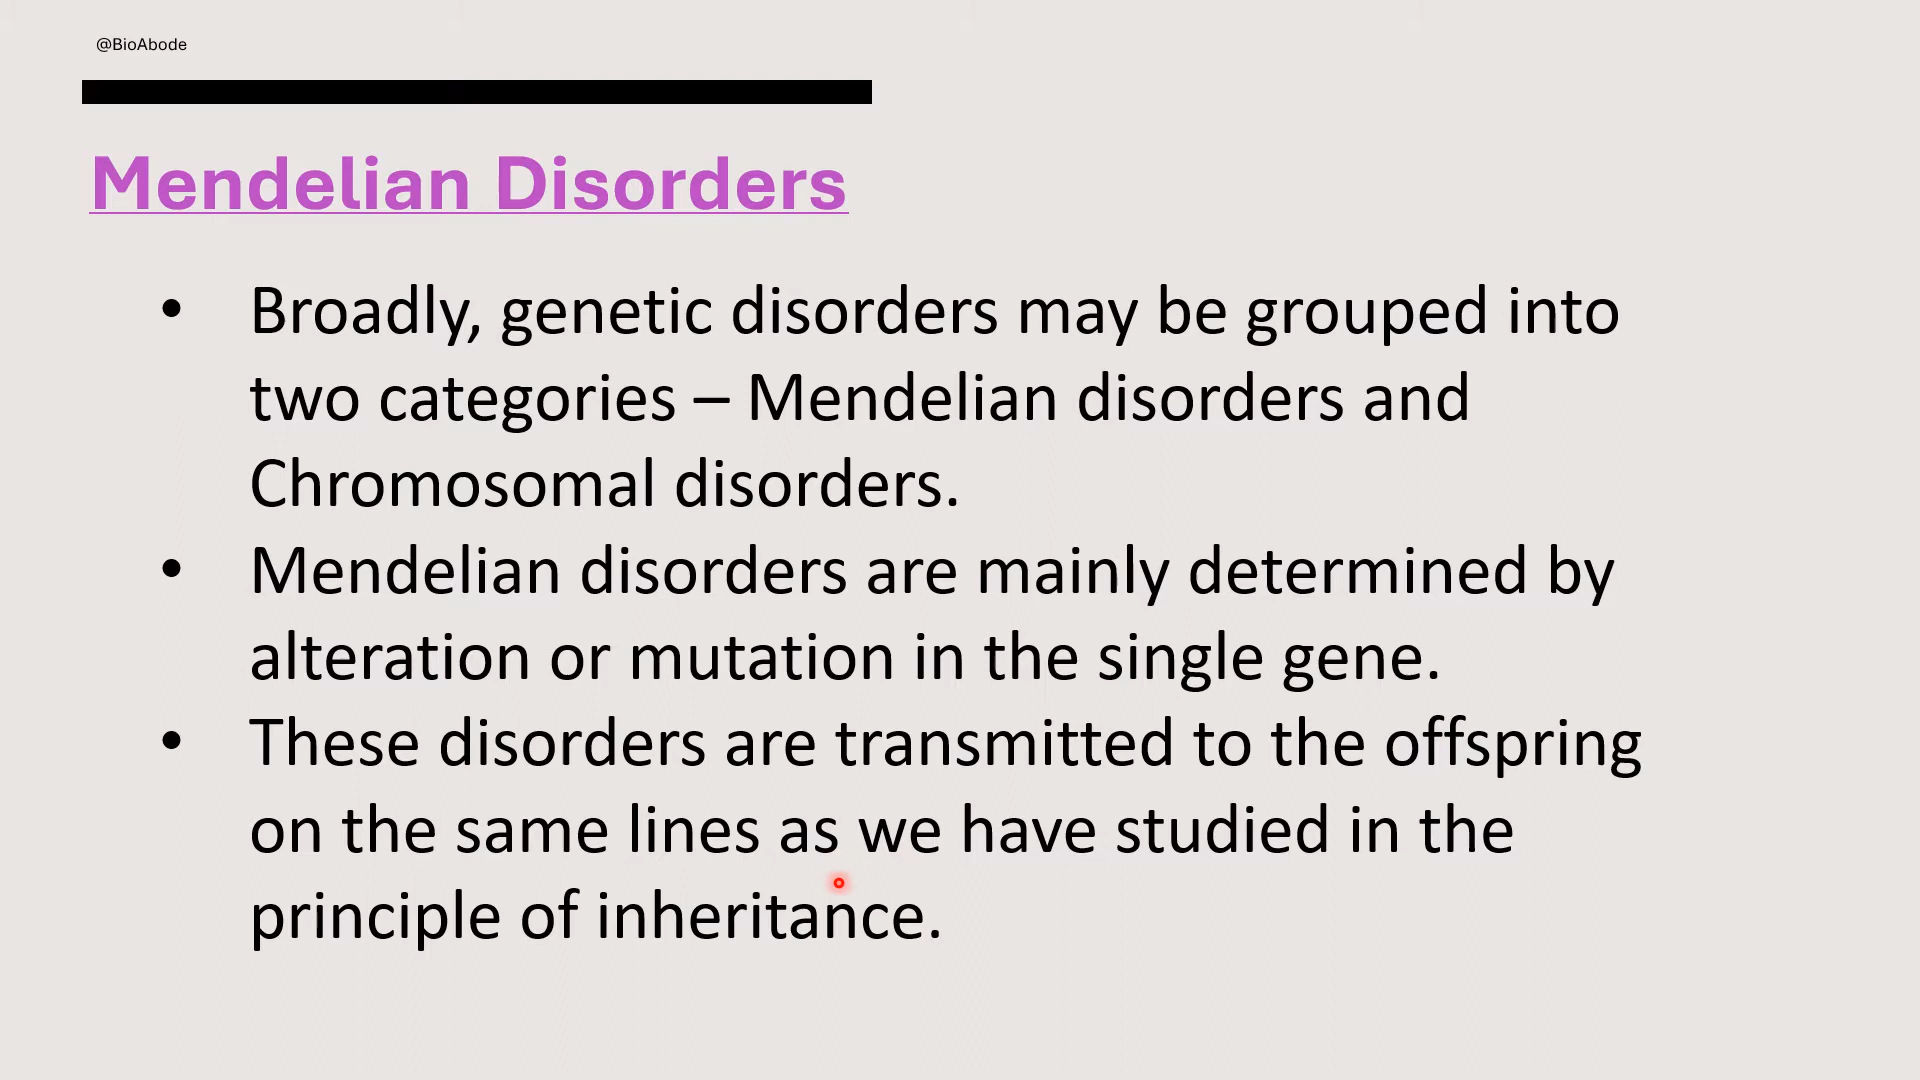 @BioAbode
Mendelian Disorders
• Broadly, genetic disorders may be grouped into
two categories – Mendelian disorders and
Chromosomal disorders.
• Mendelian disorders are mainly determined by
alteration or mutation in the single gene.
• These disorders are transmitted to the offspring
on the same lines as we have studied in the
principle of inheritance.